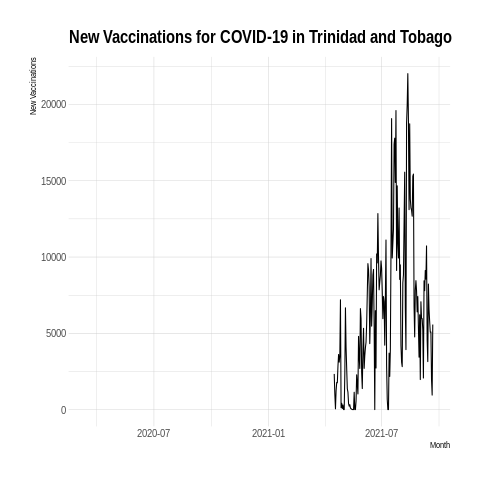 New Vaccinations for COVID-19 in Trinidad and Tobago
New Vaccinations
20000
15000
10000
5000
0
2020-07
2021-01
2021-07
Month